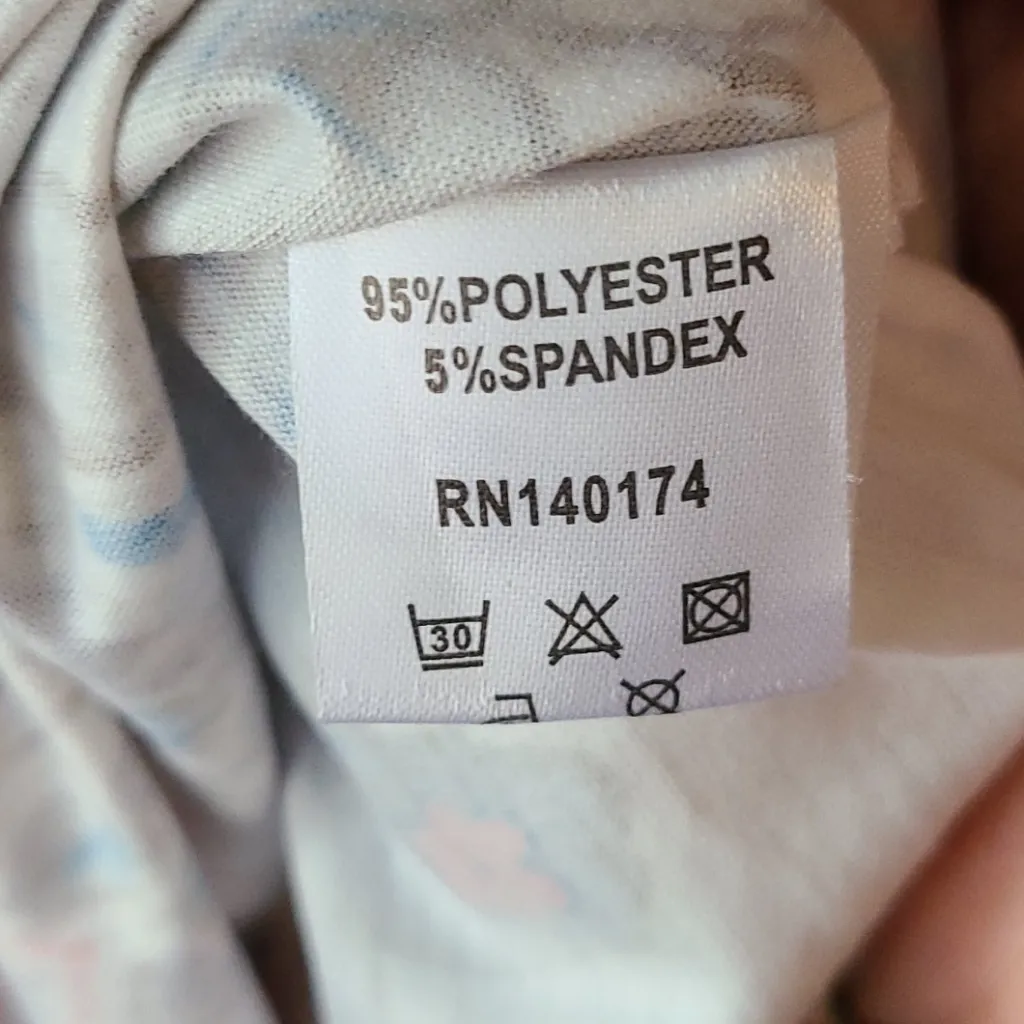 95%POLYESTER
5%SPANDEX
RN140174
30